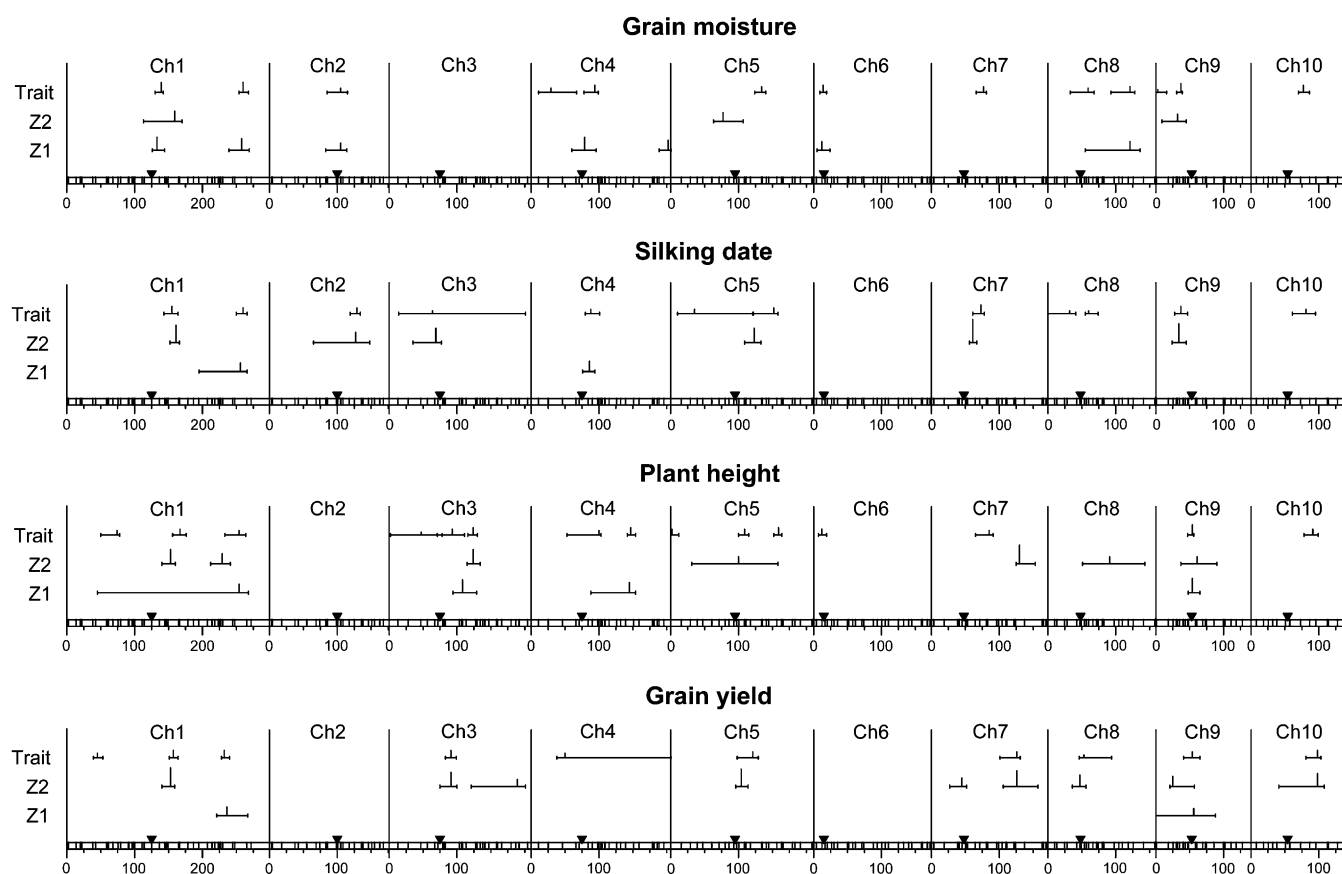 Grain moisture
Ch1 Ch2 Ch3 Ch4 Ch5 Ch6 Ch7 Ch8 Ch9 Ch10
Trait
Z2
Z1
0 100 200 0 100 0 100 0 100 0 100 0 100 0 100 0 100 0 100 0 100
Silking date
Ch1 Ch2 Ch3 Ch4 Ch5 Ch6 Ch7 Ch8 Ch9 Ch10
Trait
Z2
Z1
0 100 200 0 100 0 100 0 100 0 100 0 100 0 100 0 100 0 100 0 100
Plant height
Ch1 Ch2 Ch3 Ch4 Ch5 Ch6 Ch7 Ch8 Ch9 Ch10
Trait
Z2
Z1
0 100 200 0 100 0 100 0 100 0 100 0 100 0 100 0 100 0 100 0 100
Grain yield
Ch1 Ch2 Ch3 Ch4 Ch5 Ch6 Ch7 Ch8 Ch9 Ch10
Trait
Z2
Z1
0 100 200 0 100 0 100 0 100 0 100 0 100 0 100 0 100 0 100 0 100